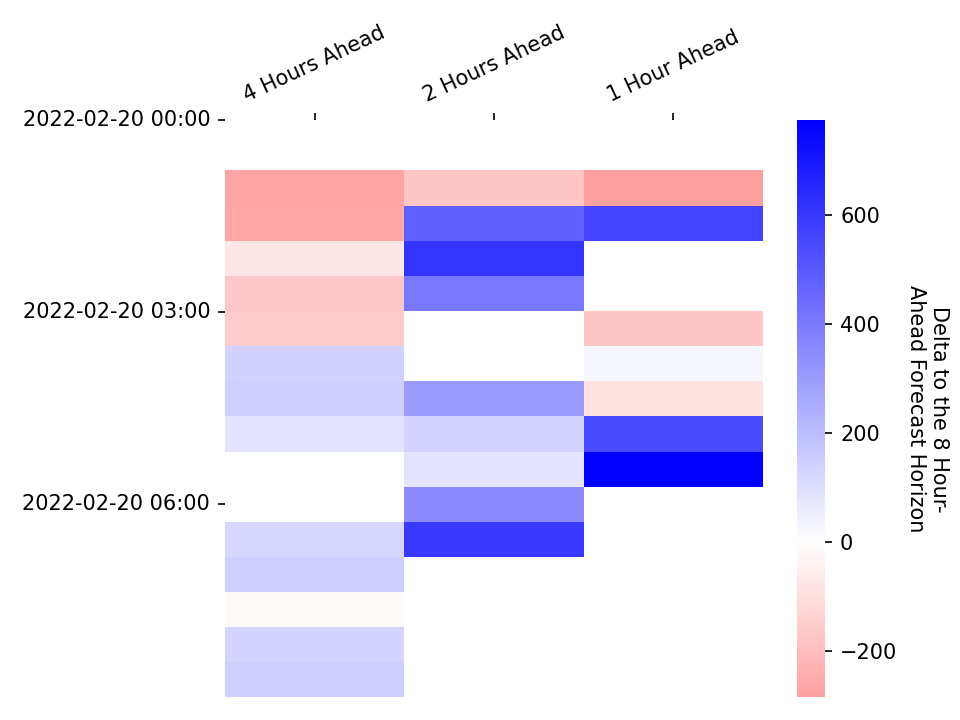 4 Hours Ahead
2 Hours Ahead
1 Hour Ahead
2022-02-20 00:00
2022-02-20 03:00
2022-02-20 06:00
600
400
200
0
−200
Delta to the 8 Hour-
Ahead Forecast Horizon